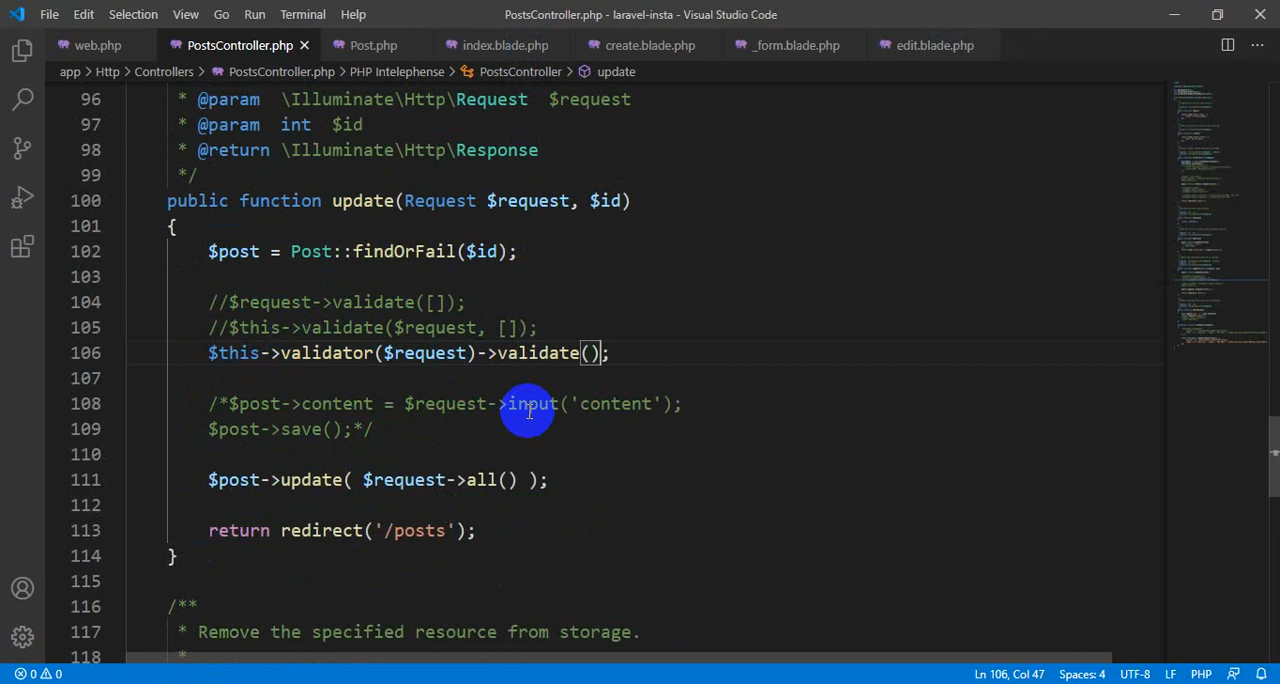 File Edit Selection View Go Run Terminal Help PostsController.php - laravel-insta - Visual Studio Code
web.php PostsController.php Post.php index.blade.php create.blade.php _form.blade.php edit.blade.php
app > Http > Controllers > PostsController.php > PHP Intelephense > PostsController > update
96 * @param \Illuminate\Http\Request $request
97 * @param int $id
98 * @return \Illuminate\Http\Response
99 */
100 public function update(Request $request, $id)
101 {
102 $post = Post::findOrFail($id);
103
104 //$request->validate([]);
105 //$this->validate($request, []);
106 $this->validator($request)->validate();
107
108 /*$post->content = $request->input('content');
109 $post->save();*/
110
111 $post->update( $request->all() );
112
113 return redirect('/posts');
114 }
115
116 /**
117 * Remove the specified resource from storage.
118 *
0 0 Ln 106, Col 47 Spaces: 4 UTF-8 LF PHP